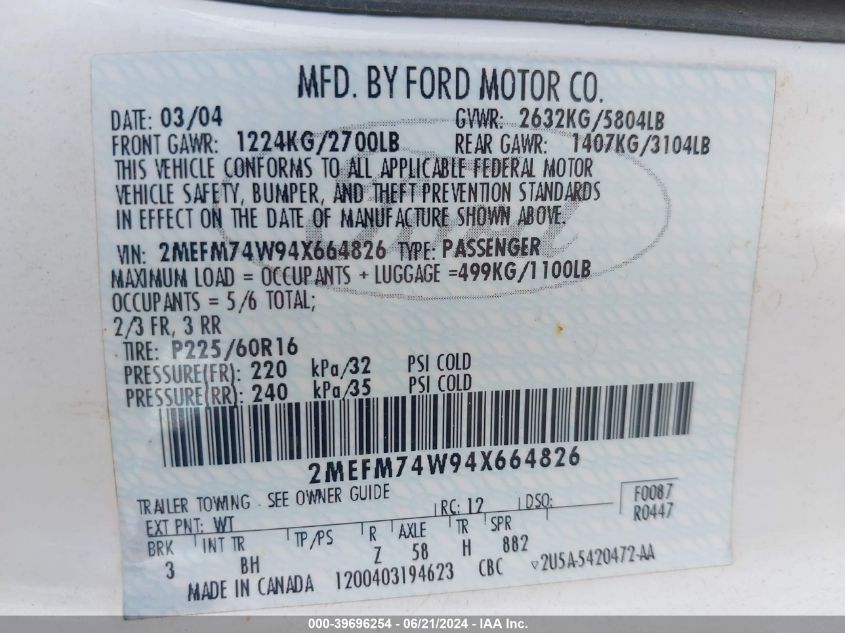 MFD. BY FORD MOTOR CO.
DATE: 03/04 GVWR: 2632KG/5804LB
FRONT GAWR: 1224KG/2700LB REAR GAWR: 1407KG/3104LB
THIS VEHICLE CONFORMS TO ALL APPLICABLE FEDERAL MOTOR
VEHICLE SAFETY, BUMPER, AND THEFT PREVENTION STANDARDS
IN EFFECT ON THE DATE OF MANUFACTURE SHOWN ABOVE.
VIN: 2MEFM74W94X664826 TYPE: PASSENGER
MAXIMUM LOAD = OCCUPANTS + LUGGAGE =499KG/1100LB
OCCUPANTS = 5/6 TOTAL;
2/3 FR, 3 RR
TIRE: P225/60R16
PRESSURE(FR): 220 kPa/32 PSI COLD
PRESSURE(RR): 240 kPa/35 PSI COLD
2MEFM74W94X664826
TRAILER TOWING - SEE OWNER GUIDE
EXT PNT: WT RC: 12 DSO: F0087
R0447
BRK INT TR TP/PS R AXLE TR SPR
3 BH Z 58 H 882
MADE IN CANADA 1200403194623 CBC ▽2U5A-5420472-AA
000-39696254 - 06/21/2024 - IAA Inc.